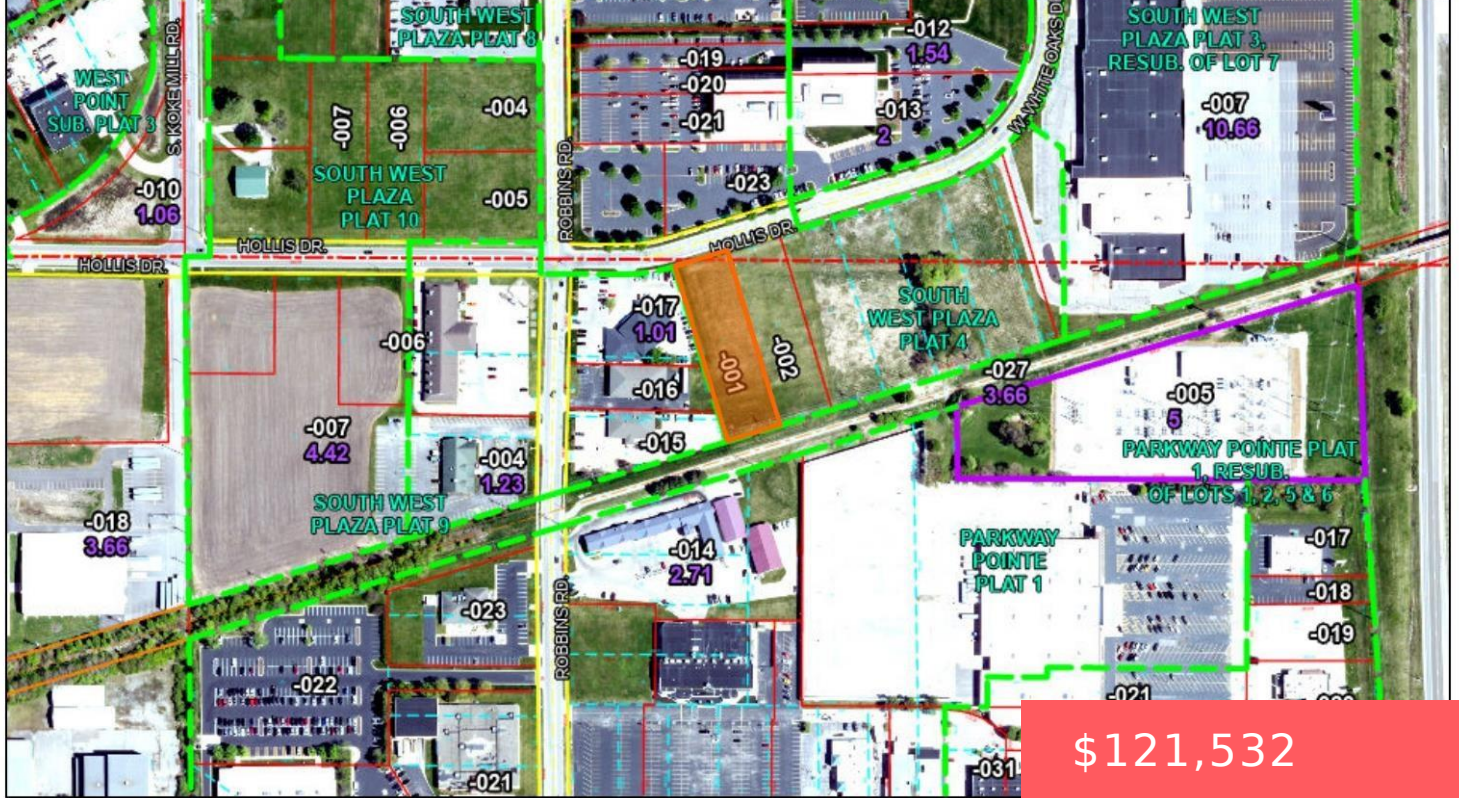 SOUTH WEST
PLAZA PLAT 8
WEST
POINT
SUB. PLAT 3
S. KOKE MILL RD.
-010
1.06
-007
-006
-004
-005
SOUTH WEST
PLAZA
PLAT 10
HOLLIS DR.
HOLLIS DR.
ROBBINS RD.
-019
-020
-021
-023
-012
1.54
-013
2
HOLLIS DR.
SOUTH WEST
PLAZA PLAT 3,
RESUB. OF LOT 7
-007
10.66
-006
-007
4.42
-004
1.23
SOUTH WEST
PLAZA PLAT 9
-018
3.66
-017
1.01
-016
-015
-001
-002
SOUTH
WEST PLAZA
PLAT 4
-027
3.66
-005
5
PARKWAY POINTE PLAT
1, RESUB.
OF LOTS 1, 2, 5 & 6
-014
2.71
ROBBINS RD.
PARKWAY
POINTE
PLAT 1
-017
-018
-019
-023
-022
-021
-021
-031
$121,532